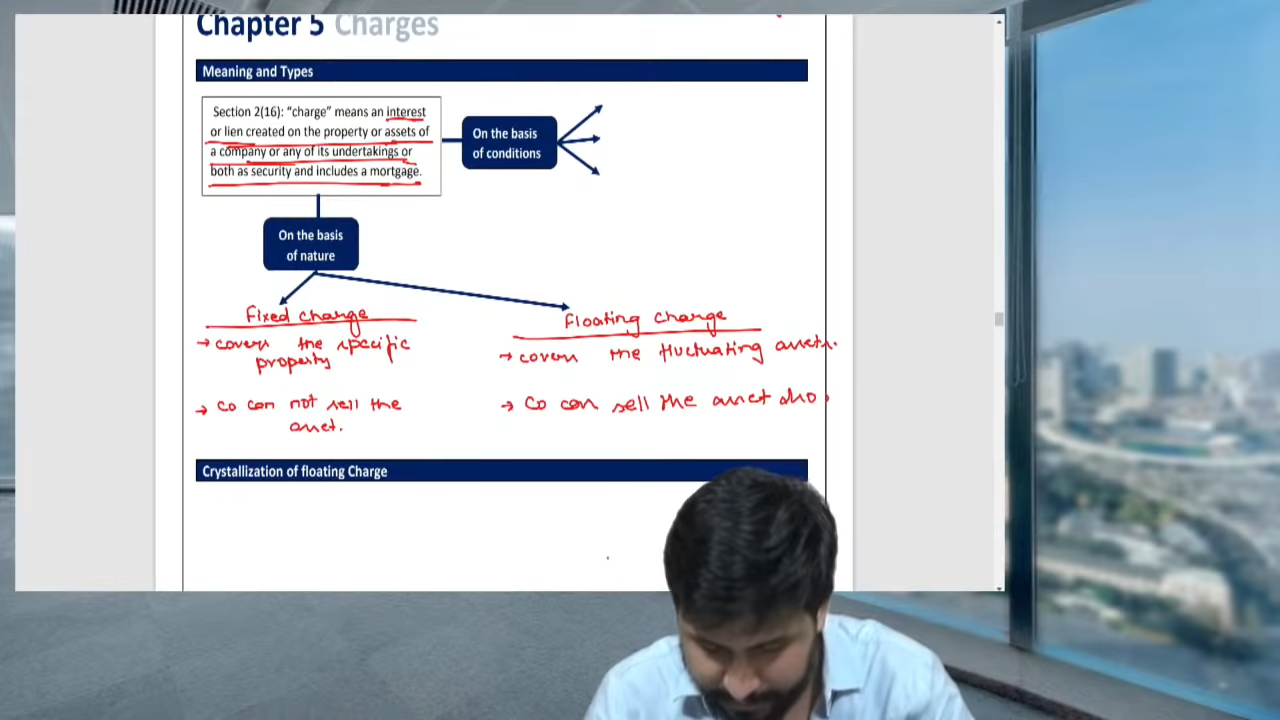 Chapter 5 Charges
Meaning and Types
Section 2(16): “charge” means an interest
or lien created on the property or assets of
a company or any of its undertakings or
both as security and includes a mortgage.
On the basis
of conditions
On the basis
of nature
Fixed charge
→ covers the specific
property
→ Co can not sell the
asset.
Floating charge
→ covers the fluctuating assets.
→ Co can sell the asset also.
Crystallization of floating Charge